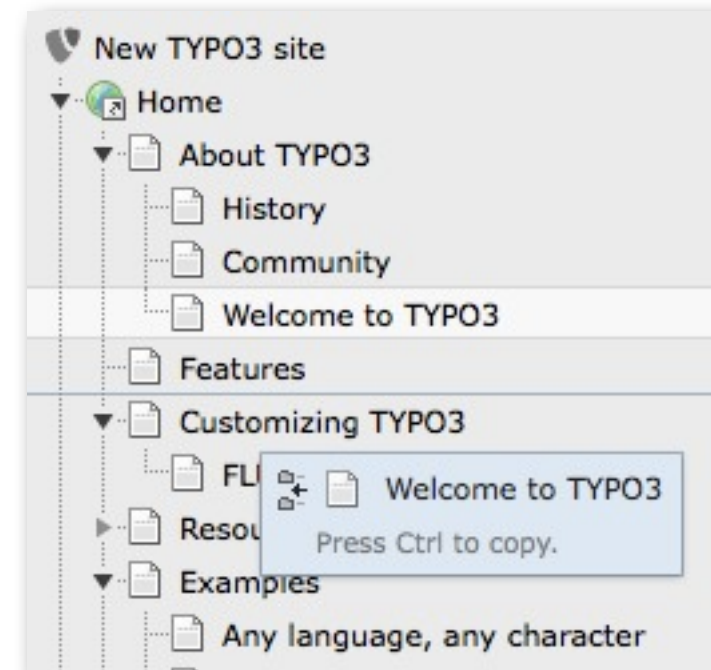 New TYPO3 site
Home
About TYPO3
History
Community
Welcome to TYPO3
Features
Customizing TYPO3
Welcome to TYPO3
Press Ctrl to copy.
Examples
Any language, any character